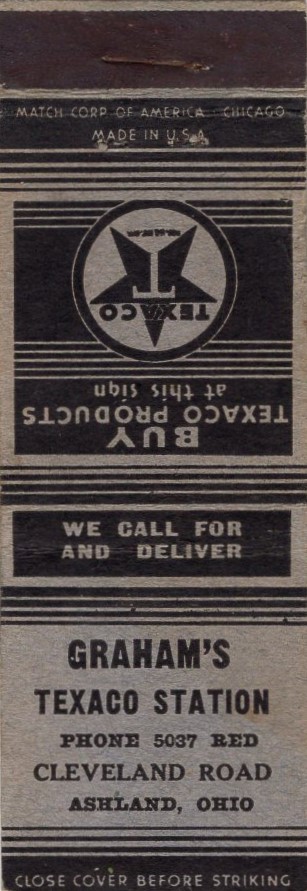 MATCH CORP OF AMERICA CHICAGO
MADE IN U.S.A
BUY
TEXACO PRODUCTS
at this sign
TEXACO
T
WE CALL FOR
AND DELIVER
GRAHAM'S
TEXACO STATION
PHONE 5037 RED
CLEVELAND ROAD
ASHLAND, OHIO
CLOSE COVER BEFORE STRIKING